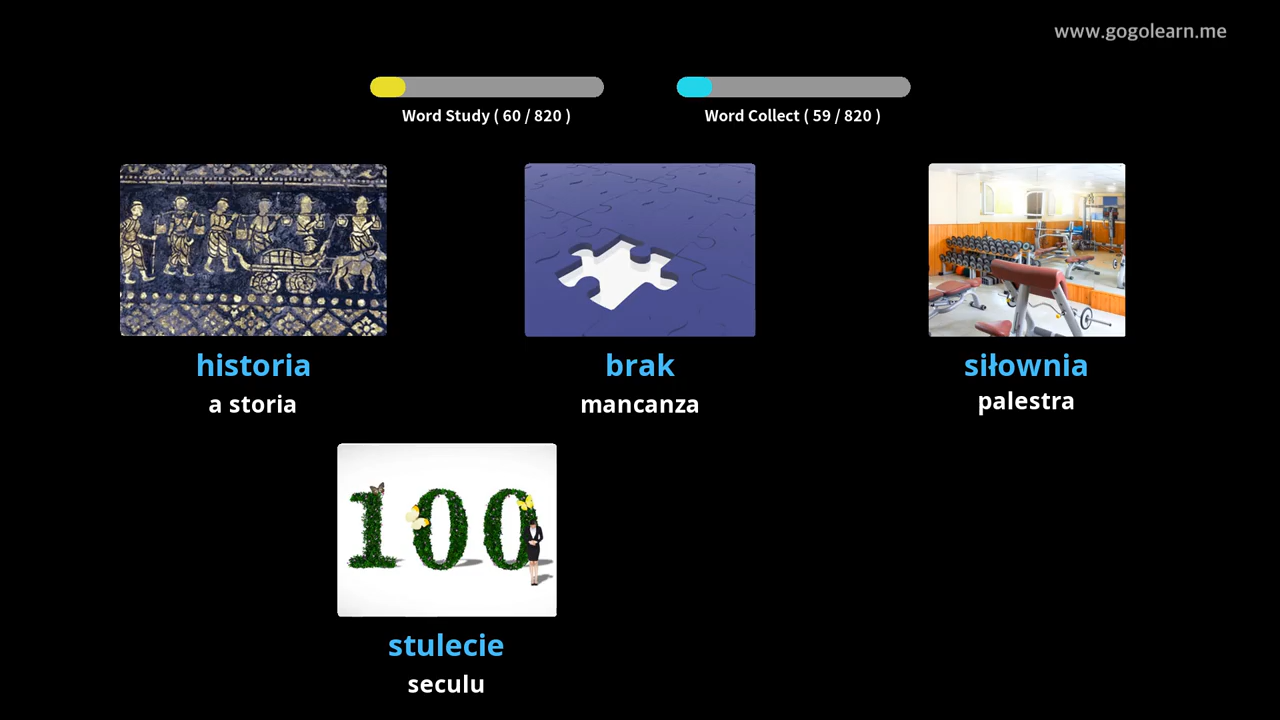 www.gogolearn.me
Word Study ( 60 / 820 )
Word Collect ( 59 / 820 )
historia
a storia
brak
mancanza
siłownia
palestra
100
stulecie
seculu